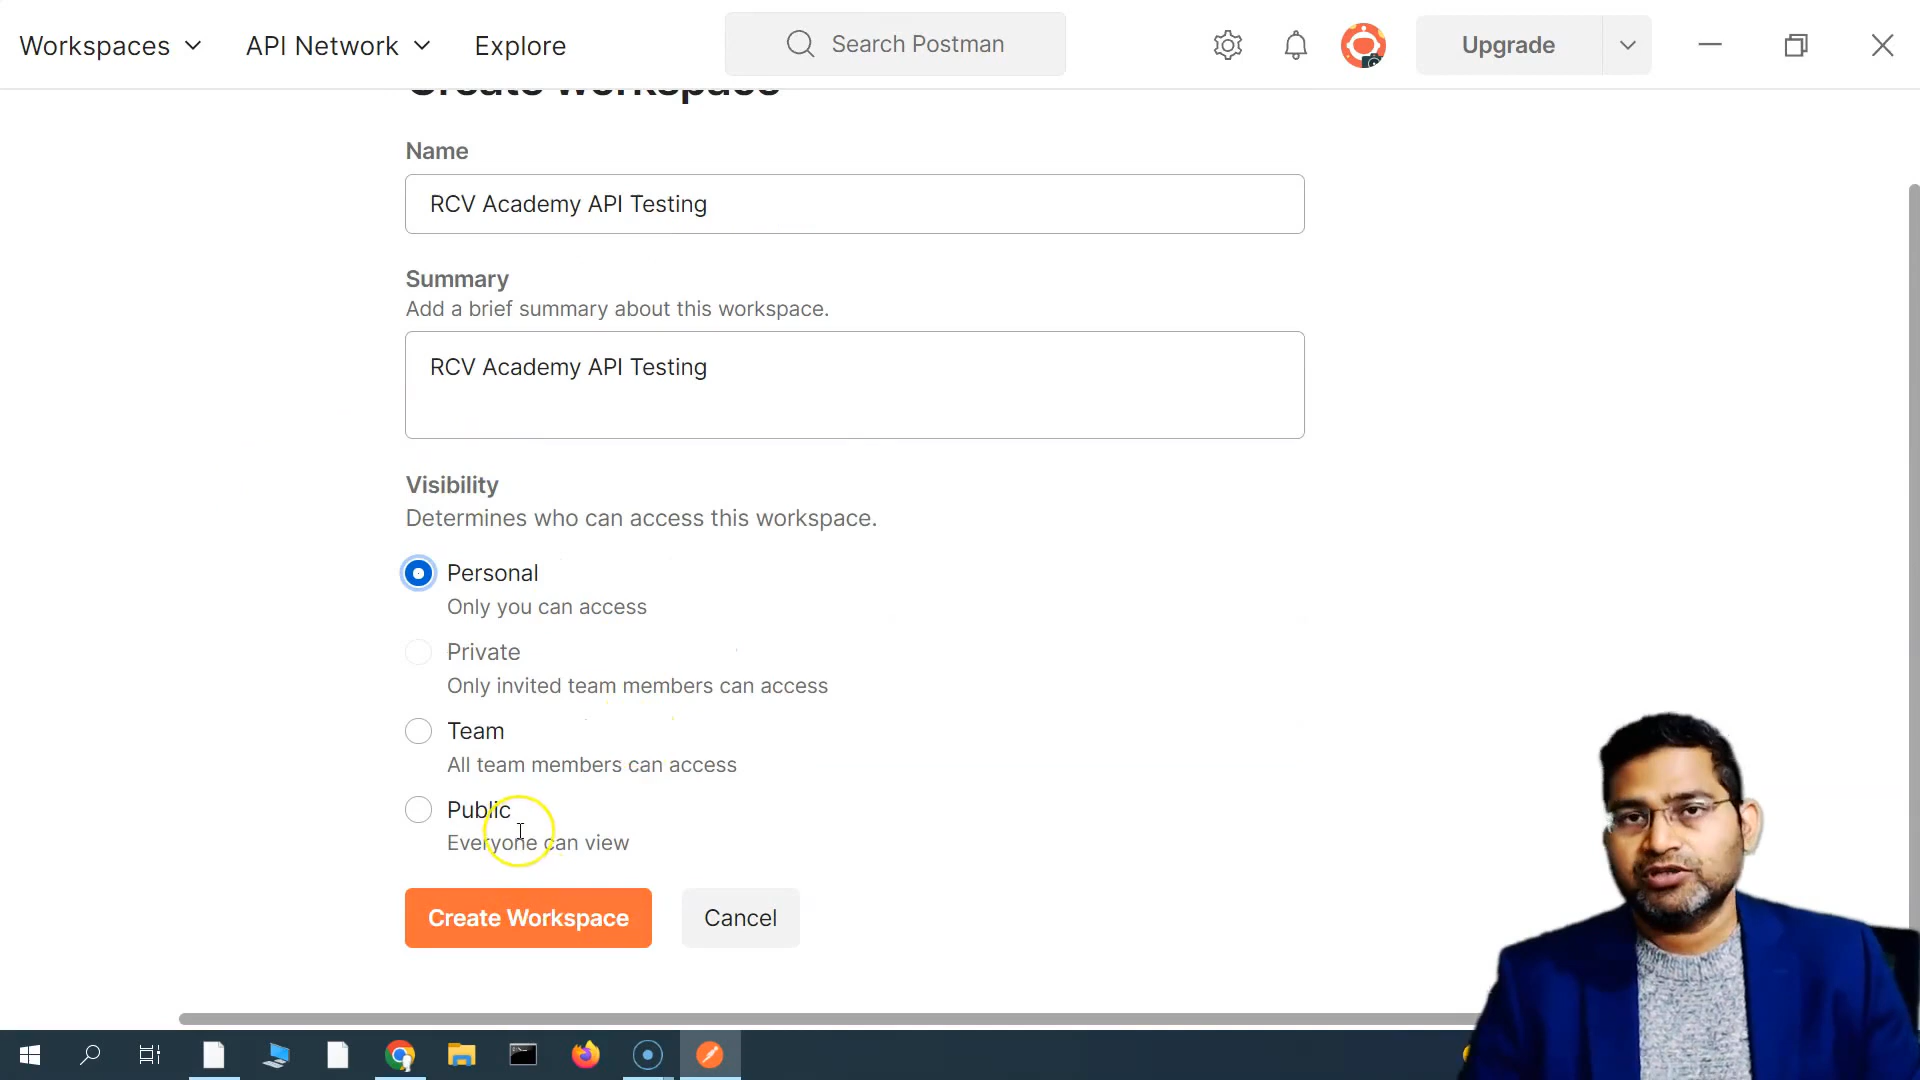 Workspaces
API Network
Explore
Search Postman
Upgrade
Create workspace
Name
RCV Academy API Testing
Summary
Add a brief summary about this workspace.
RCV Academy API Testing
Visibility
Determines who can access this workspace.
Personal
Only you can access
Private
Only invited team members can access
Team
All team members can access
Public
Everyone can view
Create Workspace
Cancel